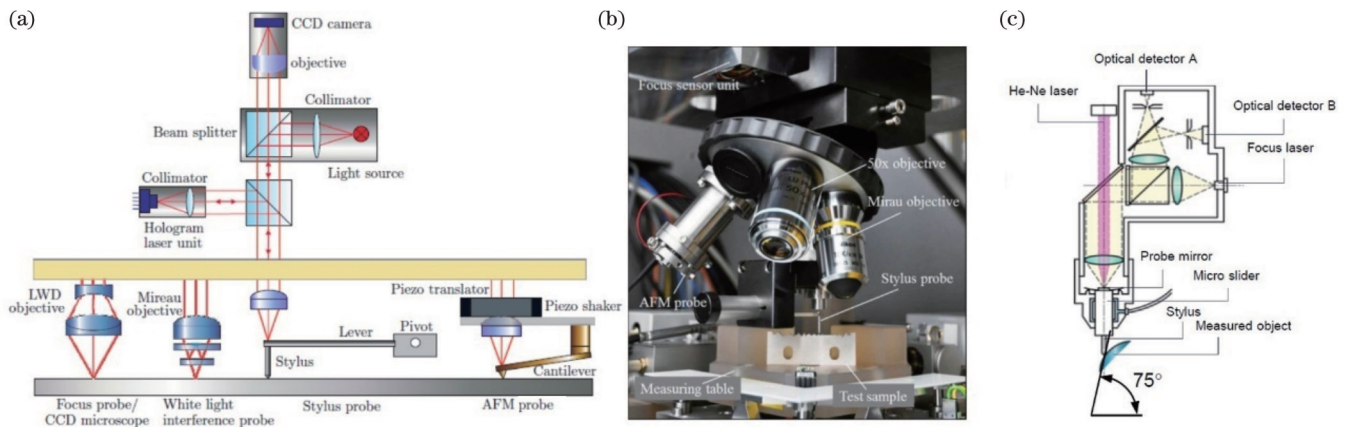 (a)
CCD camera
objective
Collimator
Beam splitter
Light source
Collimator
Hologram
laser unit
LWD
objective
Mireau
objective
Piezo translator
Piezo shaker
Lever
Pivot
Stylus
Cantilever
Focus probe/
CCD microscope
White light
interference probe
Stylus probe
AFM probe
(b)
Focus sensor unit
50x objective
Mirau objective
Stylus probe
AFM probe
Measuring table
Test sample
(c)
Optical detector A
He-Ne laser
Optical detector B
Focus laser
Probe mirror
Micro slider
Stylus
Measured object
75°